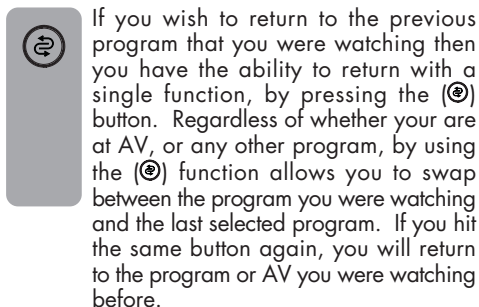 If you wish to return to the previous
program that you were watching then
you have the ability to return with a
single function, by pressing the ( )
button. Regardless of whether your are
at AV, or any other program, by using
the ( ) function allows you to swap
between the program you were watching
and the last selected program. If you hit
the same button again, you will return
to the program or AV you were watching
before.